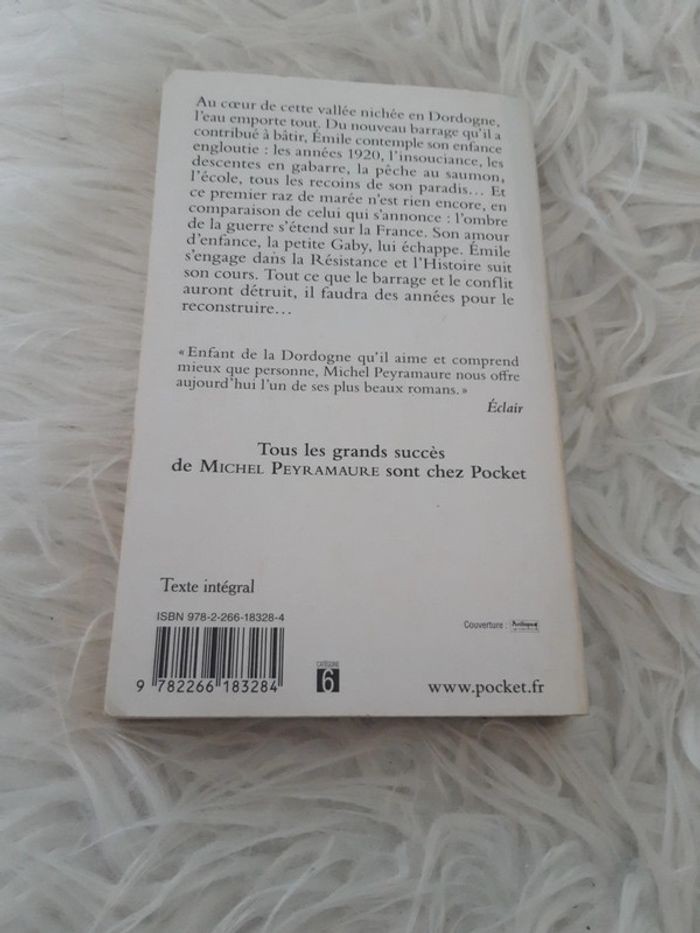 Au cœur de cette vallée nichée en Dordogne,
l'eau emporte tout. Du nouveau barrage qu'il a
contribué à bâtir, Émile contemple son enfance
engloutie : les années 1920, l'insouciance, les
descentes en gabarre, la pêche au saumon,
l'école, tous les recoins de son paradis... Et
ce premier raz de marée n'est rien encore, en
comparaison de celui qui s'annonce : l'ombre
de la guerre s'étend sur la France. Son amour
d'enfance, la petite Gaby, lui échappe. Émile
s'engage dans la Résistance et l'Histoire suit
son cours. Tout ce que le barrage et le conflit
auront détruit, il faudra des années pour le
reconstruire...
« Enfant de la Dordogne qu'il aime et comprend
mieux que personne, Michel Peyramaure nous offre
aujourd'hui l'un de ses plus beaux romans. »
Éclair
Tous les grands succès
de MICHEL PEYRAMAURE sont chez Pocket
Texte intégral
ISBN 978-2-266-18328-4
Couverture :
9 782266 183284
CATÉGORIE
6
www.pocket.fr